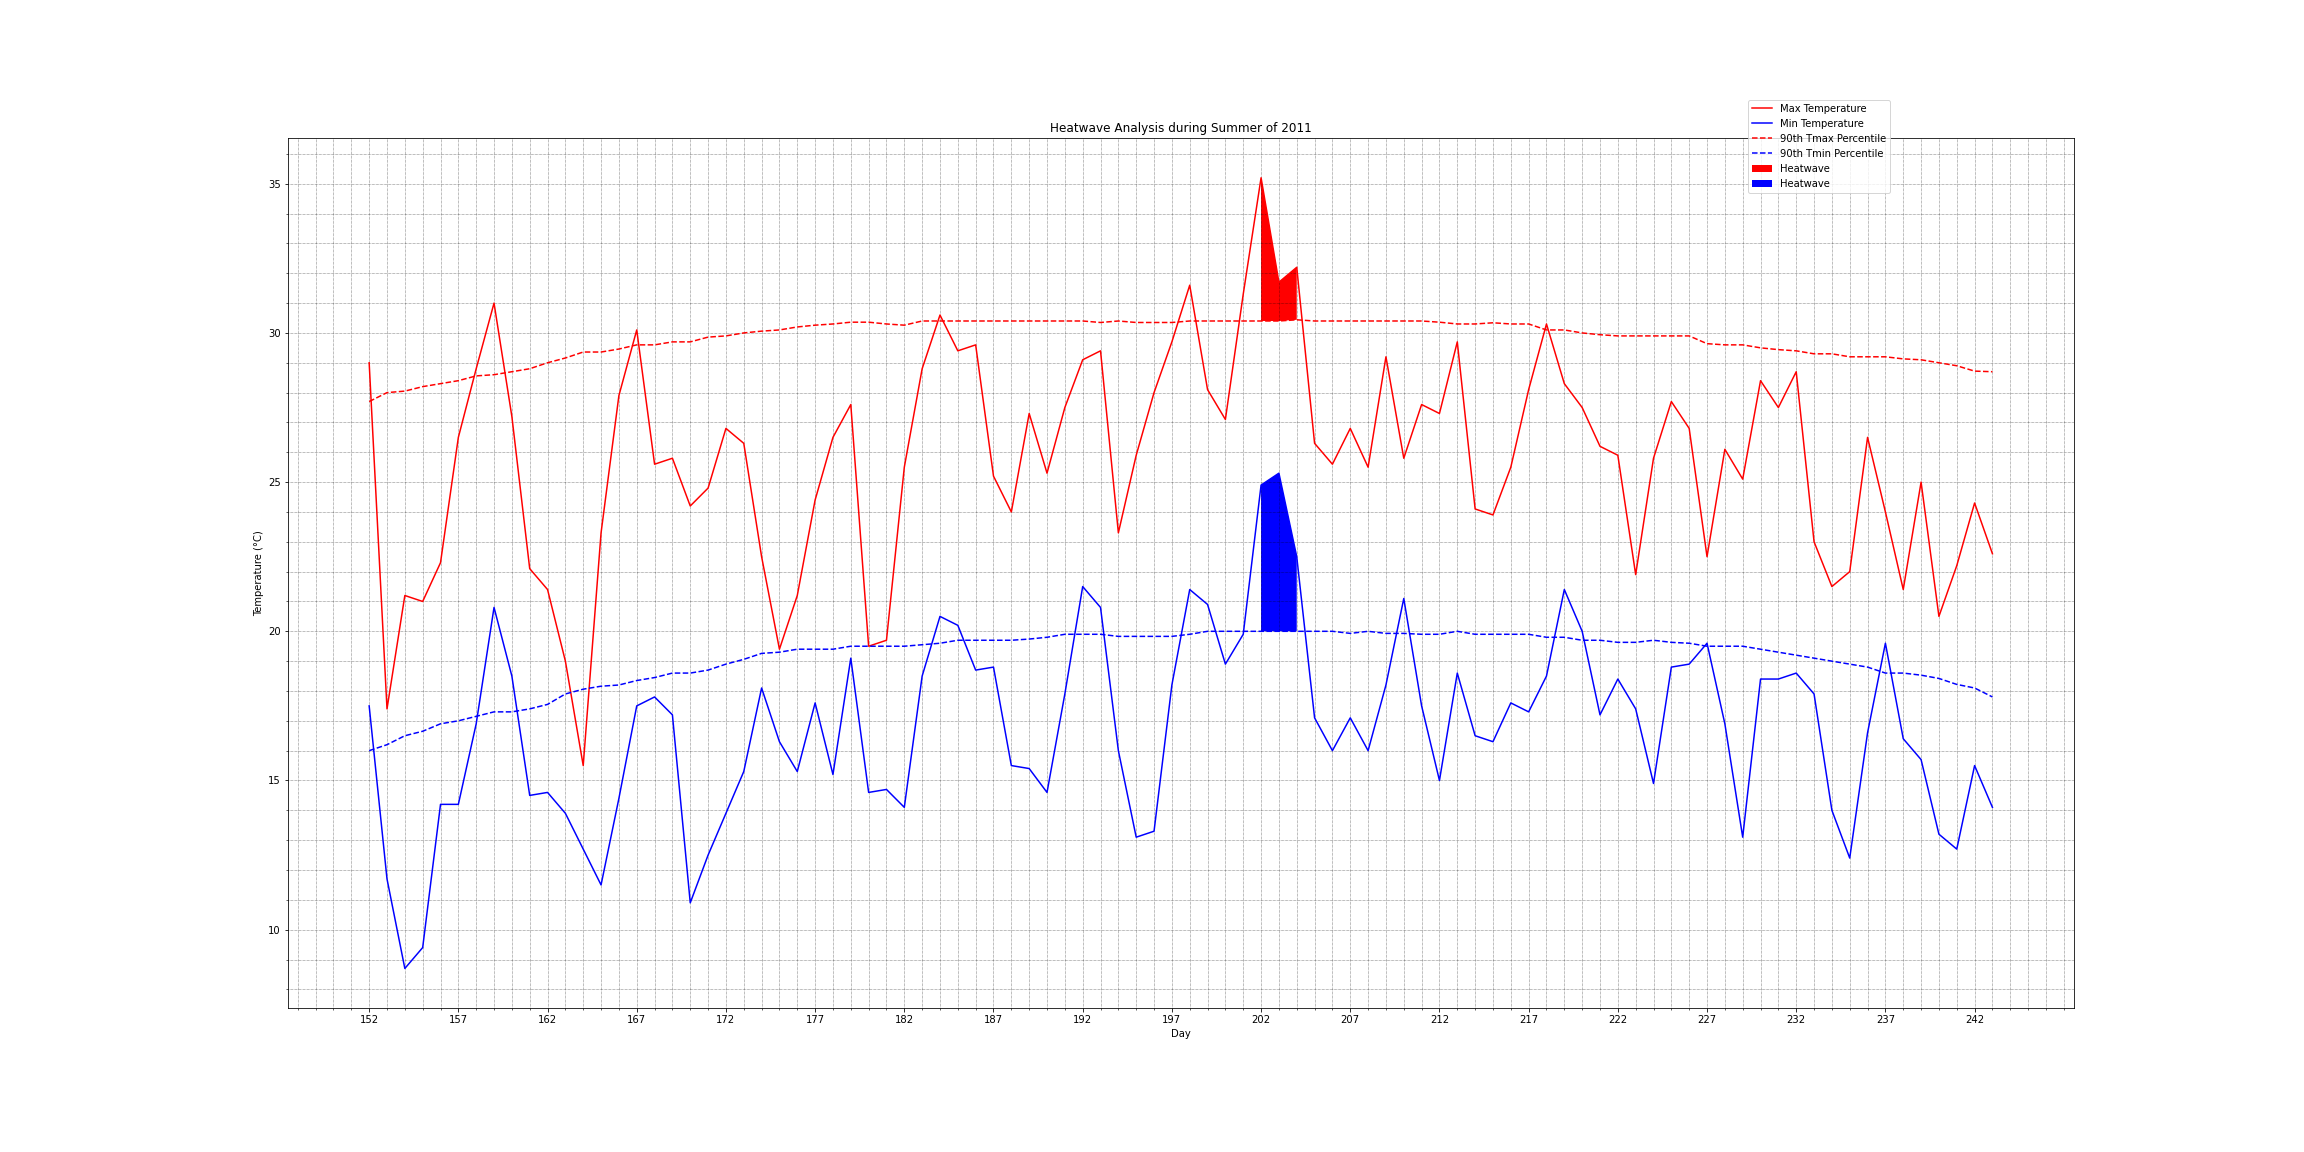 Heatwave Analysis during Summer of 2011
Max Temperature
Min Temperature
90th Tmax Percentile
90th Tmin Percentile
Heatwave
Heatwave
Temperature (°C)
35
30
25
20
15
10
152 157 162 167 172 177 182 187 192 197 202 207 212 217 222 227 232 237 242
Day